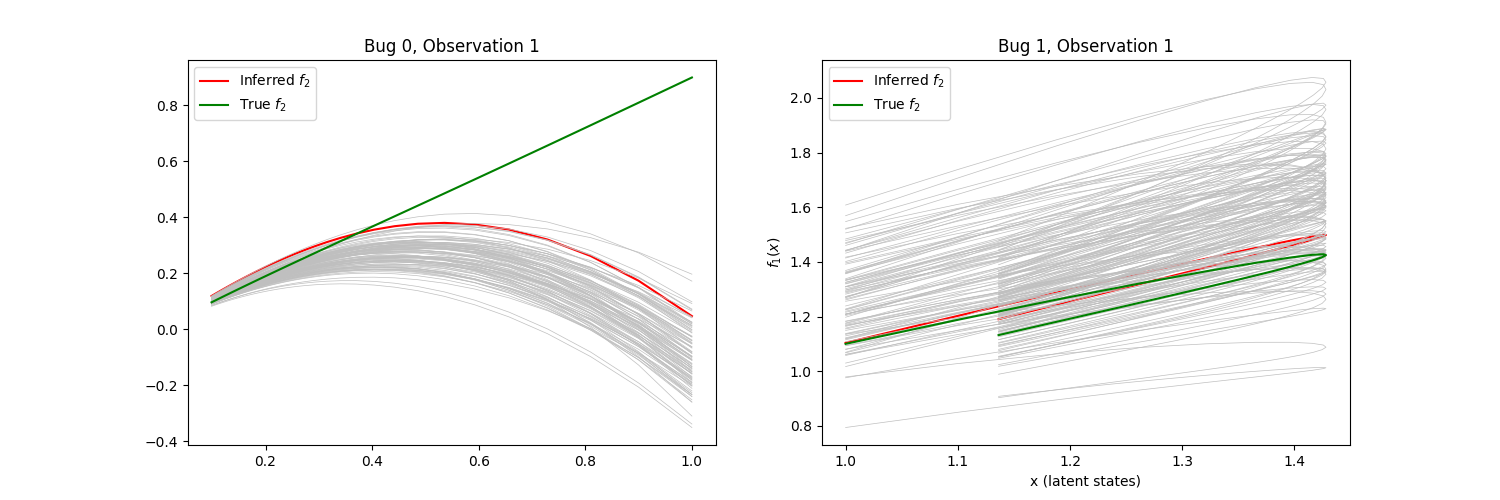 Bug 0, Observation 1
Inferred f₂
True f₂
0.8
0.6
0.4
0.2
0.0
−0.2
−0.4
0.2 0.4 0.6 0.8 1.0
Bug 1, Observation 1
Inferred f₂
True f₂
f₁(x)
2.0
1.8
1.6
1.4
1.2
1.0
0.8
1.0 1.1 1.2 1.3 1.4
x (latent states)